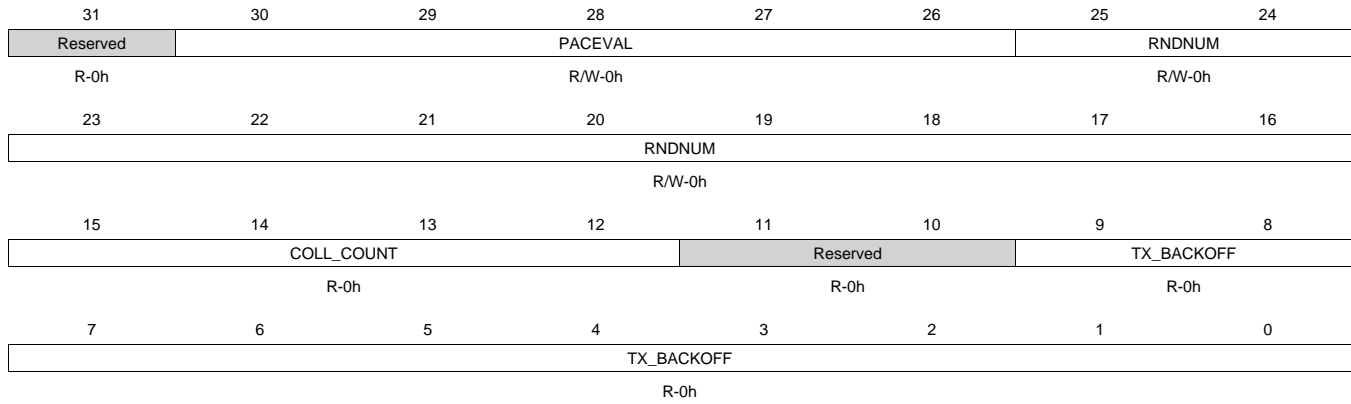 31 30 29 28 27 26 25 24
Reserved PACEVAL RNDNUM
R-0h R/W-0h R/W-0h
23 22 21 20 19 18 17 16
RNDNUM
R/W-0h
15 14 13 12 11 10 9 8
COLL_COUNT Reserved TX_BACKOFF
R-0h R-0h R-0h
7 6 5 4 3 2 1 0
TX_BACKOFF
R-0h